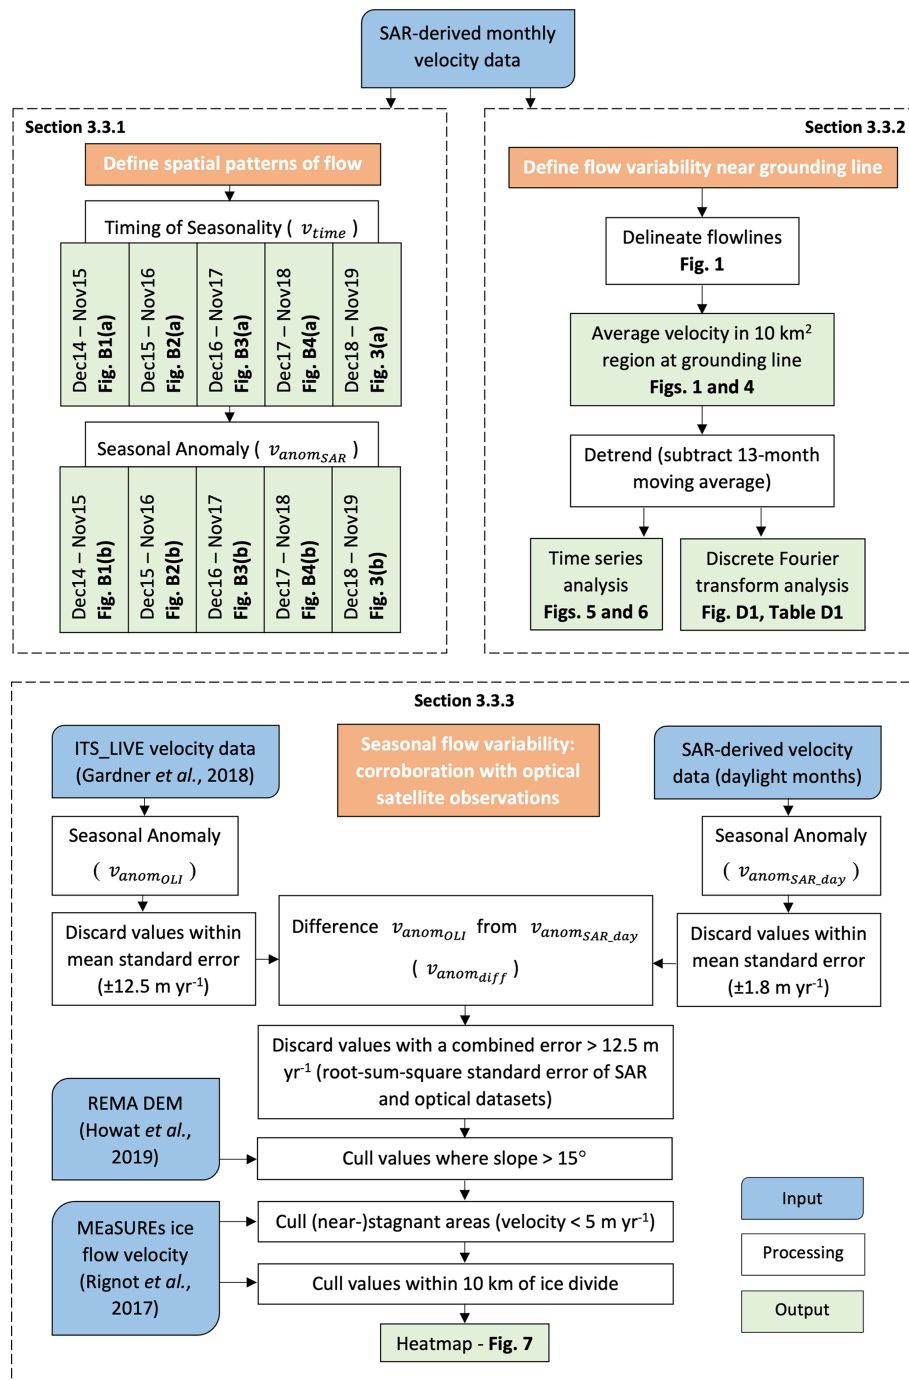 SAR-derived monthly
velocity data
Section 3.3.1
Define spatial patterns of flow
Timing of Seasonality ( v_time )
Dec14 – Nov15
Fig. B1(a)
Dec15 – Nov16
Fig. B2(a)
Dec16 – Nov17
Fig. B3(a)
Dec17 – Nov18
Fig. B4(a)
Dec18 – Nov19
Fig. 3(a)
Seasonal Anomaly ( v_anom_SAR )
Dec14 – Nov15
Fig. B1(b)
Dec15 – Nov16
Fig. B2(b)
Dec16 – Nov17
Fig. B3(b)
Dec17 – Nov18
Fig. B4(b)
Dec18 – Nov19
Fig. 3(b)
Section 3.3.2
Define flow variability near grounding line
Delineate flowlines
Fig. 1
Average velocity in 10 km²
region at grounding line
Figs. 1 and 4
Detrend (subtract 13-month
moving average)
Time series
analysis
Figs. 5 and 6
Discrete Fourier
transform analysis
Fig. D1, Table D1
Section 3.3.3
ITS_LIVE velocity data
(Gardner et al., 2018)
Seasonal flow variability:
corroboration with optical
satellite observations
SAR-derived velocity
data (daylight months)
Seasonal Anomaly
( v_anom_OLI )
Seasonal Anomaly
( v_anom_SAR_day )
Discard values within
mean standard error
(±12.5 m yr⁻¹)
Difference v_anom_OLI from v_anom_SAR_day
( v_anom_diff )
Discard values within
mean standard error
(±1.8 m yr⁻¹)
Discard values with a combined error > 12.5 m
yr⁻¹ (root-sum-square standard error of SAR
and optical datasets)
REMA DEM
(Howat et al.,
2019)
Cull values where slope > 15°
MEaSUREs ice
flow velocity
(Rignot et al.,
2017)
Cull (near-)stagnant areas (velocity < 5 m yr⁻¹)
Cull values within 10 km of ice divide
Heatmap - Fig. 7
Input
Processing
Output